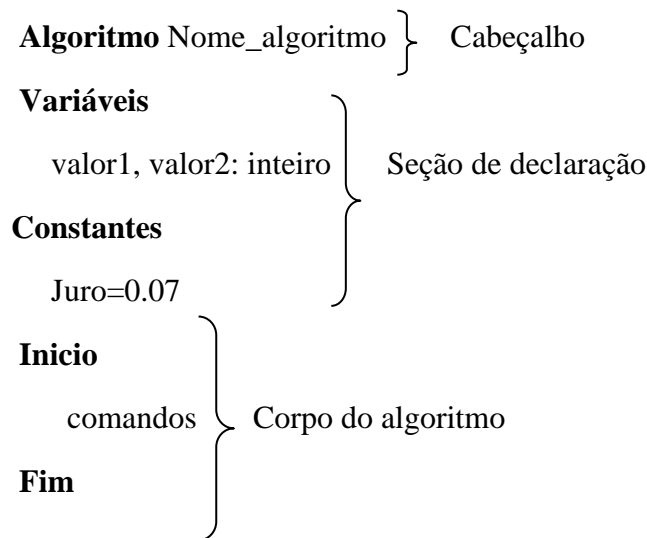 Algoritmo Nome_algoritmo Cabeçalho
Variáveis
valor1, valor2: inteiro Seção de declaração
Constantes
Juro=0.07
Inicio
comandos Corpo do algoritmo
Fim